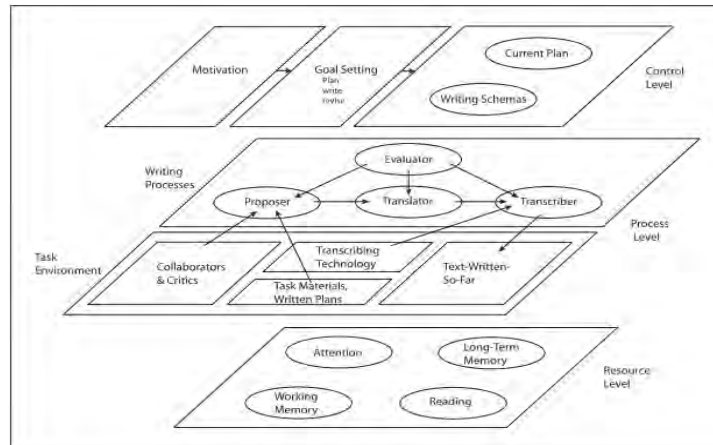 Motivation
Goal Setting
Plan
write
revise
Current Plan
Writing Schemas
Control
Level
Writing
Processes
Evaluator
Proposer
Translator
Transcriber
Process
Level
Task
Environment
Collaborators
& Critics
Transcribing
Technology
Task Materials,
Written Plans
Text-Written-
So-Far
Attention
Long-Term
Memory
Working
Memory
Reading
Resource
Level